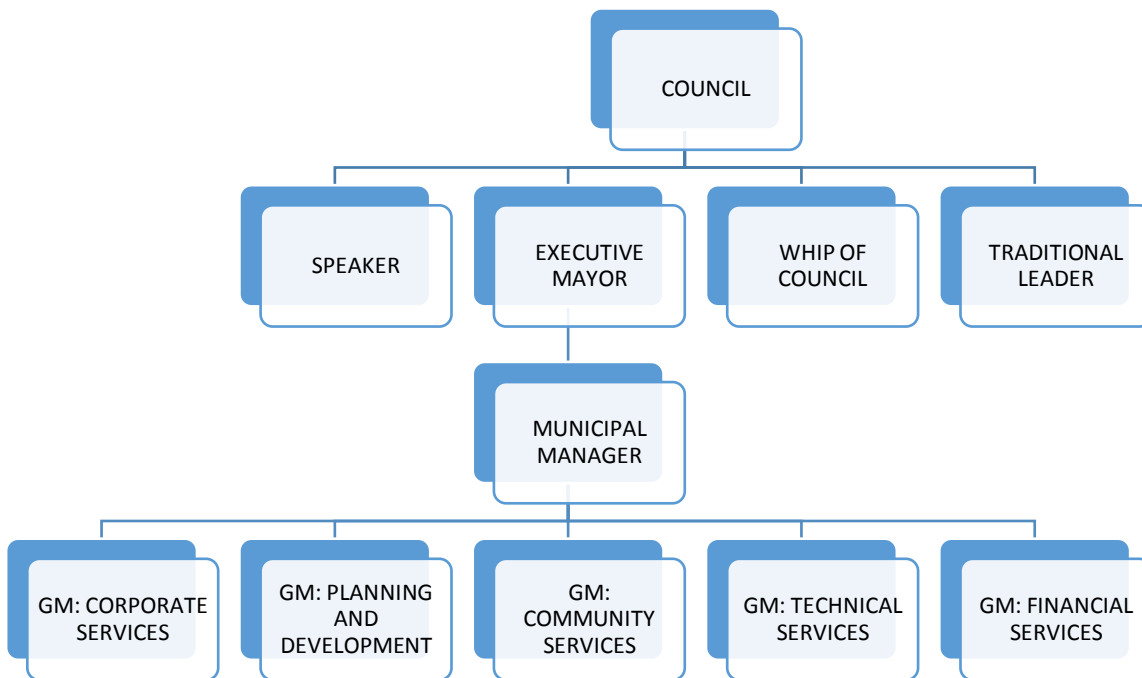 COUNCIL
SPEAKER
EXECUTIVE
MAYOR
WHIP OF
COUNCIL
TRADITIONAL
LEADER
MUNICIPAL
MANAGER
GM: CORPORATE
SERVICES
GM: PLANNING
AND
DEVELOPMENT
GM:
COMMUNITY
SERVICES
GM: TECHNICAL
SERVICES
GM: FINANCIAL
SERVICES